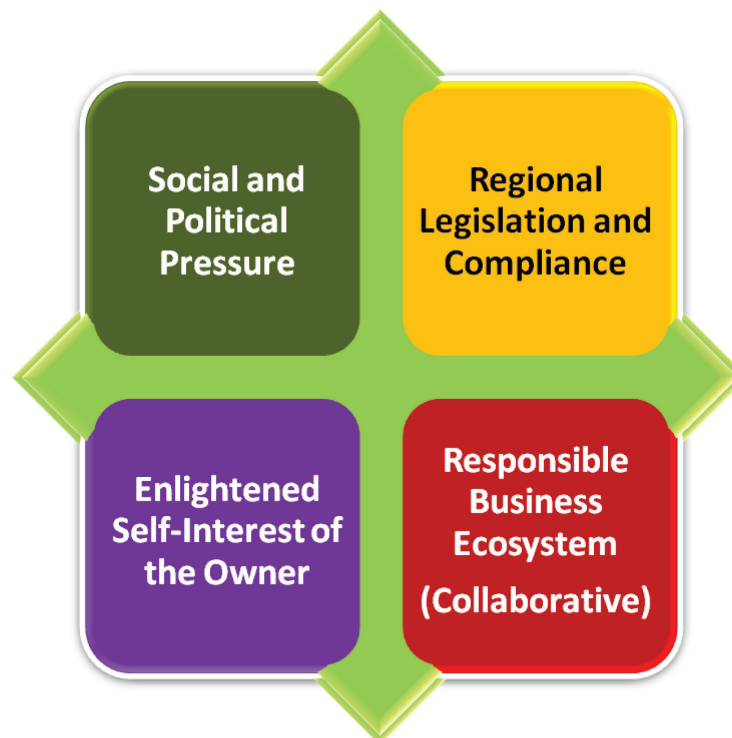 Social and
Political
Pressure
Regional
Legislation and
Compliance
Enlightened
Self-Interest of
the Owner
Responsible
Business
Ecosystem
(Collaborative)